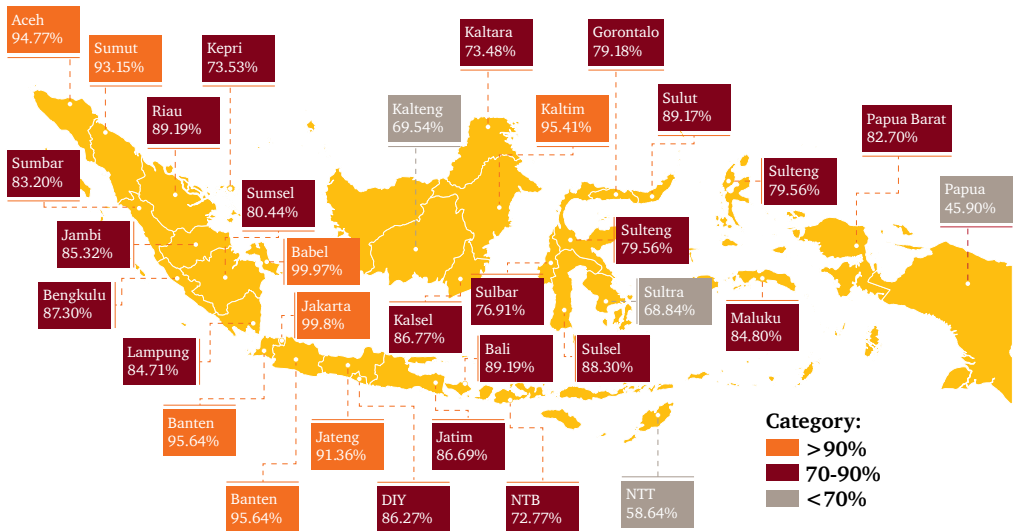 Aceh
94.77%
Sumut
93.15%
Kepri
73.53%
Kaltara
73.48%
Gorontalo
79.18%
Riau
89.19%
Kalteng
69.54%
Kaltim
95.41%
Sulut
89.17%
Papua Barat
82.70%
Sumbar
83.20%
Sumsel
80.44%
Sulteng
79.56%
Papua
45.90%
Jambi
85.32%
Babel
99.97%
Sulteng
79.56%
Bengkulu
87.30%
Jakarta
99.8%
Kalsel
86.77%
Sulbar
76.91%
Sultra
68.84%
Maluku
84.80%
Lampung
84.71%
Bali
89.19%
Sulsel
88.30%
Banten
95.64%
Jateng
91.36%
Jatim
86.69%
Banten
95.64%
DIY
86.27%
NTB
72.77%
NTT
58.64%
Category:
>90%
70-90%
<70%